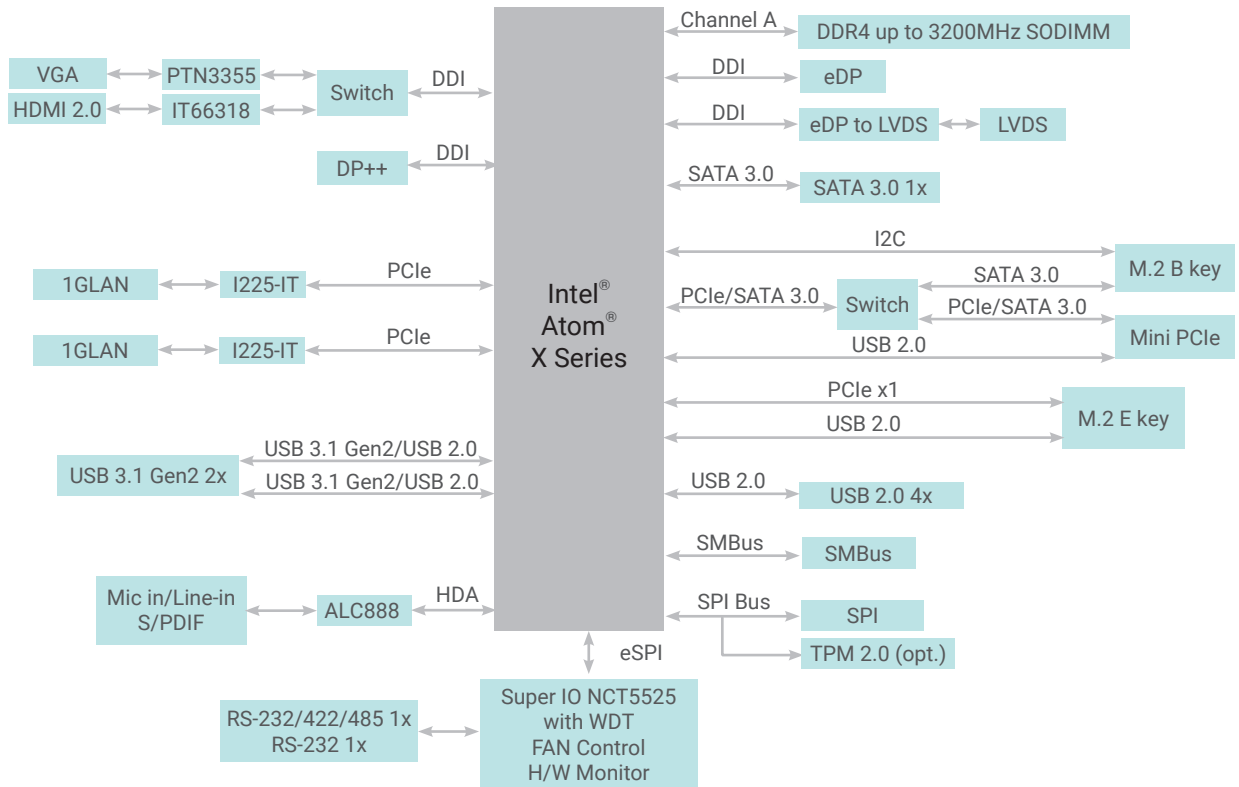 Channel A
DDR4 up to 3200MHz SODIMM
VGA
PTN3355
Switch
DDI
DDI
eDP
HDMI 2.0
IT66318
DDI
eDP to LVDS
LVDS
DP++
DDI
SATA 3.0
SATA 3.0 1x
I2C
M.2 B key
1GLAN
I225-IT
PCIe
Intel®
Atom®
X Series
PCIe/SATA 3.0
Switch
SATA 3.0
PCIe/SATA 3.0
Mini PCIe
1GLAN
I225-IT
PCIe
USB 2.0
PCIe x1
M.2 E key
USB 2.0
USB 3.1 Gen2 2x
USB 3.1 Gen2/USB 2.0
USB 3.1 Gen2/USB 2.0
USB 2.0
USB 2.0 4x
SMBus
SMBus
Mic in/Line-in
S/PDIF
ALC888
HDA
SPI Bus
SPI
TPM 2.0 (opt.)
eSPI
RS-232/422/485 1x
RS-232 1x
Super IO NCT5525
with WDT
FAN Control
H/W Monitor